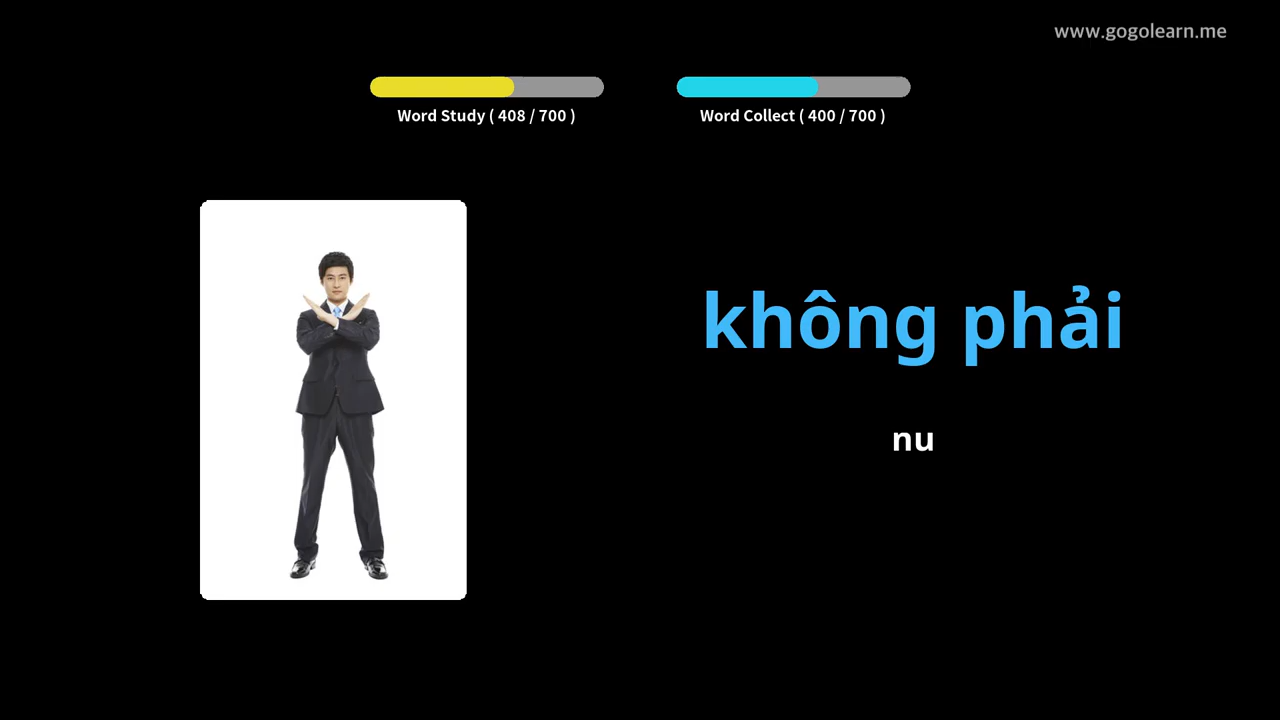 www.gogolearn.me
Word Study ( 408 / 700 )
Word Collect ( 400 / 700 )
không phải
nu